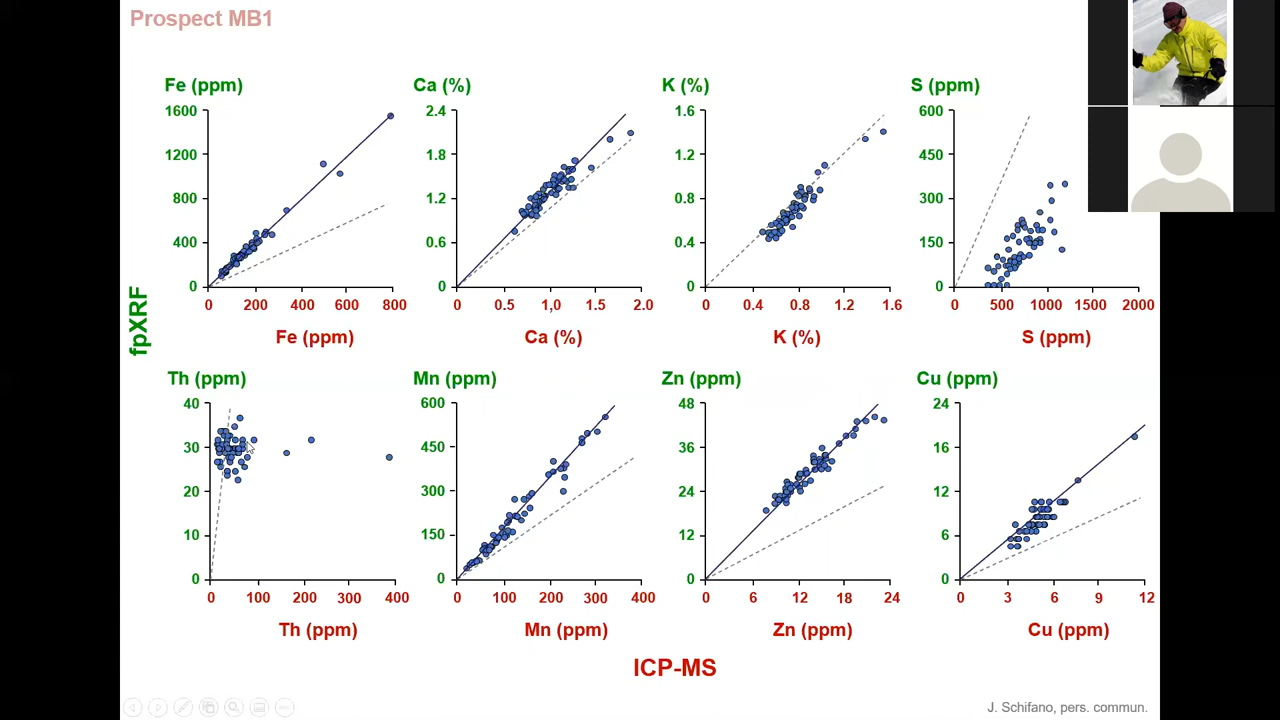 Prospect MB1
Fe (ppm)
1600
1200
800
400
0
0 200 400 600 800
Fe (ppm)
Ca (%)
2.4
1.8
1.2
0.6
0
0 0.5 1,0 1.5 2.0
Ca (%)
K (%)
1.6
1.2
0.8
0.4
0
0 0.4 0.8 1.2 1.6
K (%)
S (ppm)
600
450
300
150
0
0 500 1000 1500 2000
S (ppm)
fpXRF
Th (ppm)
40
30
20
10
0
0 100 200 300 400
Th (ppm)
Mn (ppm)
600
450
300
150
0
0 100 200 300 400
Mn (ppm)
Zn (ppm)
48
36
24
12
0
0 6 12 18 24
Zn (ppm)
Cu (ppm)
24
16
12
6
0
0 3 6 9 12
Cu (ppm)
ICP-MS
J. Schifano, pers. commun.